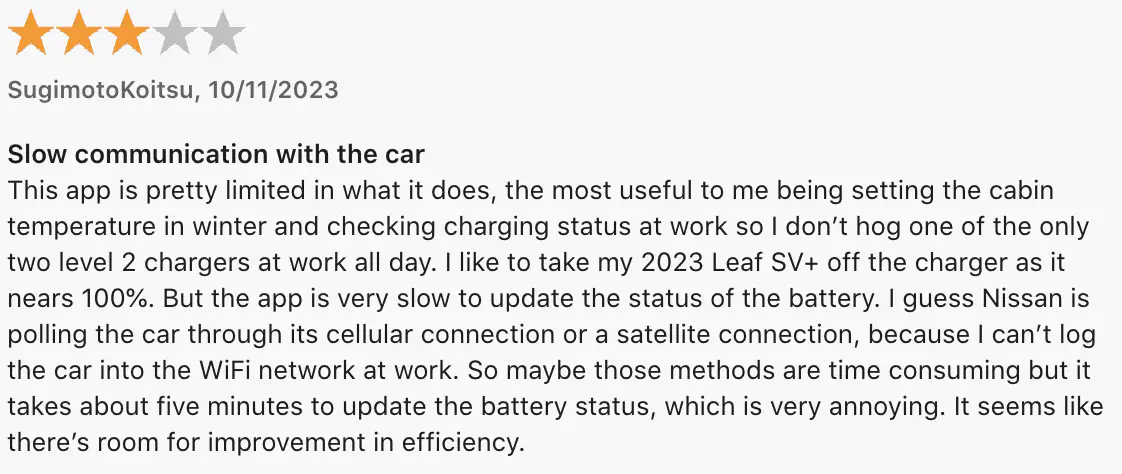 SugimotoKoitsu, 10/11/2023
Slow communication with the car
This app is pretty limited in what it does, the most useful to me being setting the cabin
temperature in winter and checking charging status at work so I don’t hog one of the only
two level 2 chargers at work all day. I like to take my 2023 Leaf SV+ off the charger as it
nears 100%. But the app is very slow to update the status of the battery. I guess Nissan is
polling the car through its cellular connection or a satellite connection, because I can’t log
the car into the WiFi network at work. So maybe those methods are time consuming but it
takes about five minutes to update the battery status, which is very annoying. It seems like
there’s room for improvement in efficiency.